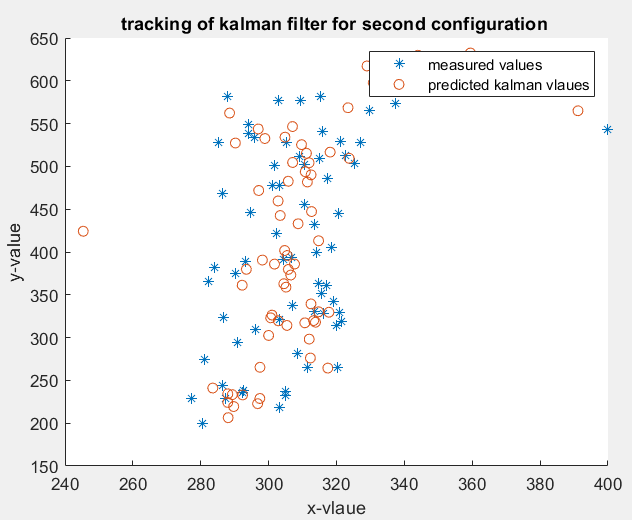 tracking of kalman filter for second configuration
650
600
550
500
450
400
350
300
250
200
150
y-value
measured values
predicted kalman vlaues
240 260 280 300 320 340 360 380 400
x-vlaue